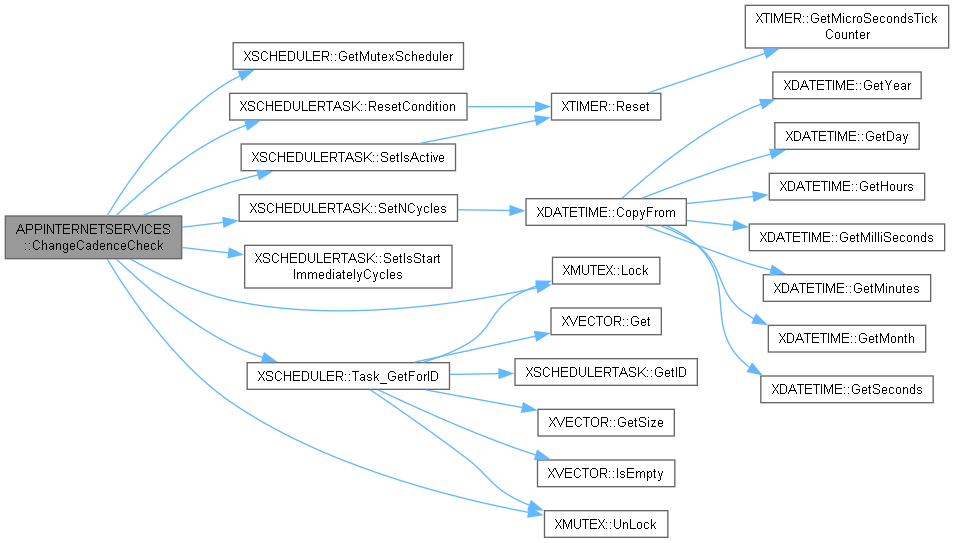 XTIMER::GetMicroSecondsTick
Counter
XSCHEDULER::GetMutexScheduler
XDATETIME::GetYear
XSCHEDULERTASK::ResetCondition
XTIMER::Reset
XDATETIME::GetDay
XSCHEDULERTASK::SetIsActive
XDATETIME::GetHours
XSCHEDULERTASK::SetNCycles
XDATETIME::CopyFrom
APPINTERNETSERVICES
::ChangeCadenceCheck
XDATETIME::GetMilliSeconds
XSCHEDULERTASK::SetIsStart
ImmediatelyCycles
XMUTEX::Lock
XDATETIME::GetMinutes
XVECTOR::Get
XDATETIME::GetMonth
XSCHEDULER::Task_GetForID
XSCHEDULERTASK::GetID
XDATETIME::GetSeconds
XVECTOR::GetSize
XVECTOR::IsEmpty
XMUTEX::UnLock